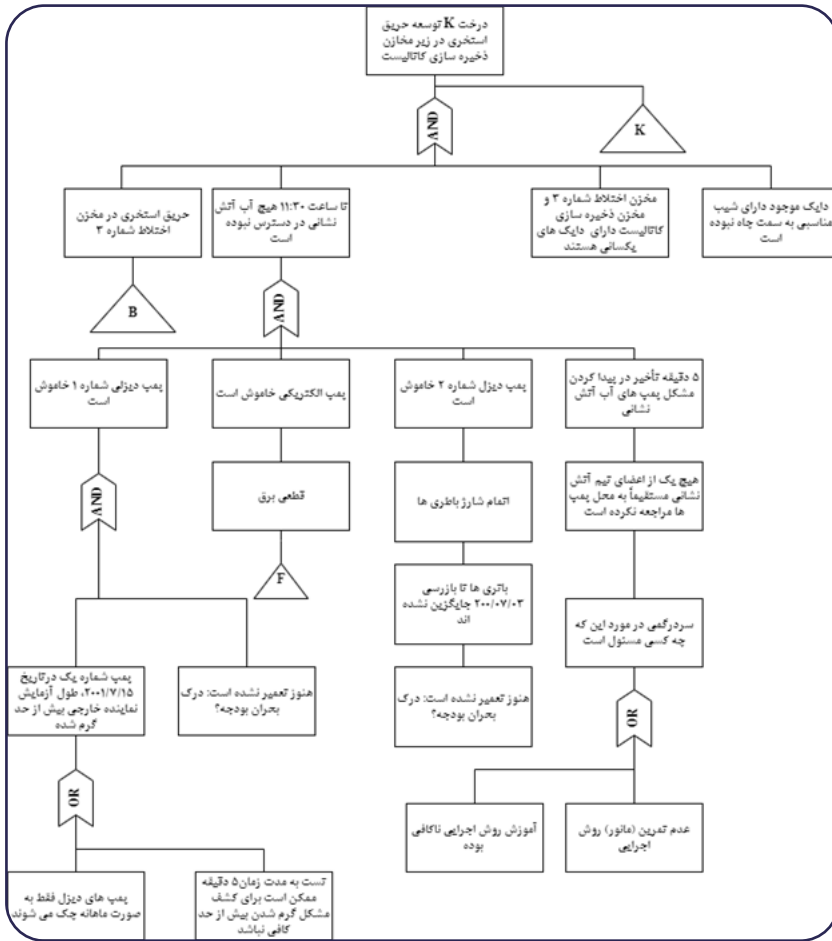 درخت K توسعه حریق
استخری در زیر مخازن
ذخیره سازی کاتالیست
AND
K
دایک موجود دارای شیب
مناسبی به سمت چاه نبوده
است
مخزن اختلاط شماره ۳ و
مخزن ذخیره سازی
کاتالیست دارای دایک های
یکسانی هستند
تا ساعت ۱۱:۳۰ هیچ آب آتش
نشانی در دسترس نبوده
است
حریق استخری در مخزن
اختلاط شماره ۳
B
AND
۵ دقیقه تأخیر در پیدا کردن
مشکل پمپ های آب آتش
نشانی
پمپ دیزل شماره ۲ خاموش
است
پمپ الکتریکی خاموش است
پمپ دیزلی شماره ۱ خاموش
است
هیچ یک از اعضای تیم آتش
نشانی مستقیماً به محل پمپ
ها مراجعه نکرده است
اتمام شارژ باطری ها
قطعی برق
AND
F
سردرگمی در مورد این که
چه کسی مسئول است
باتری ها تا بازرسی
۲۰۰/۰۷/۰۳ جایگزین نشده
اند
هنوز تعمیر نشده است: درک
بحران بودجه؟
هنوز تعمیر نشده است: درک
بحران بودجه؟
پمپ شماره یک درتاریخ
۲۰۰۱/۷/۱۵، طول آزمایش
نماینده خارجی بیش از حد
گرم شده
OR
OR
عدم تمرین (مانور) روش
اجرایی
آموزش روش اجرایی ناکافی
بوده
تست به مدت زمان۵ دقیقه
ممکن است برای کشف
مشکل گرم شدن بیش از حد
کافی نباشد
پمپ های دیزل فقط به
صورت ماهانه چک می شوند